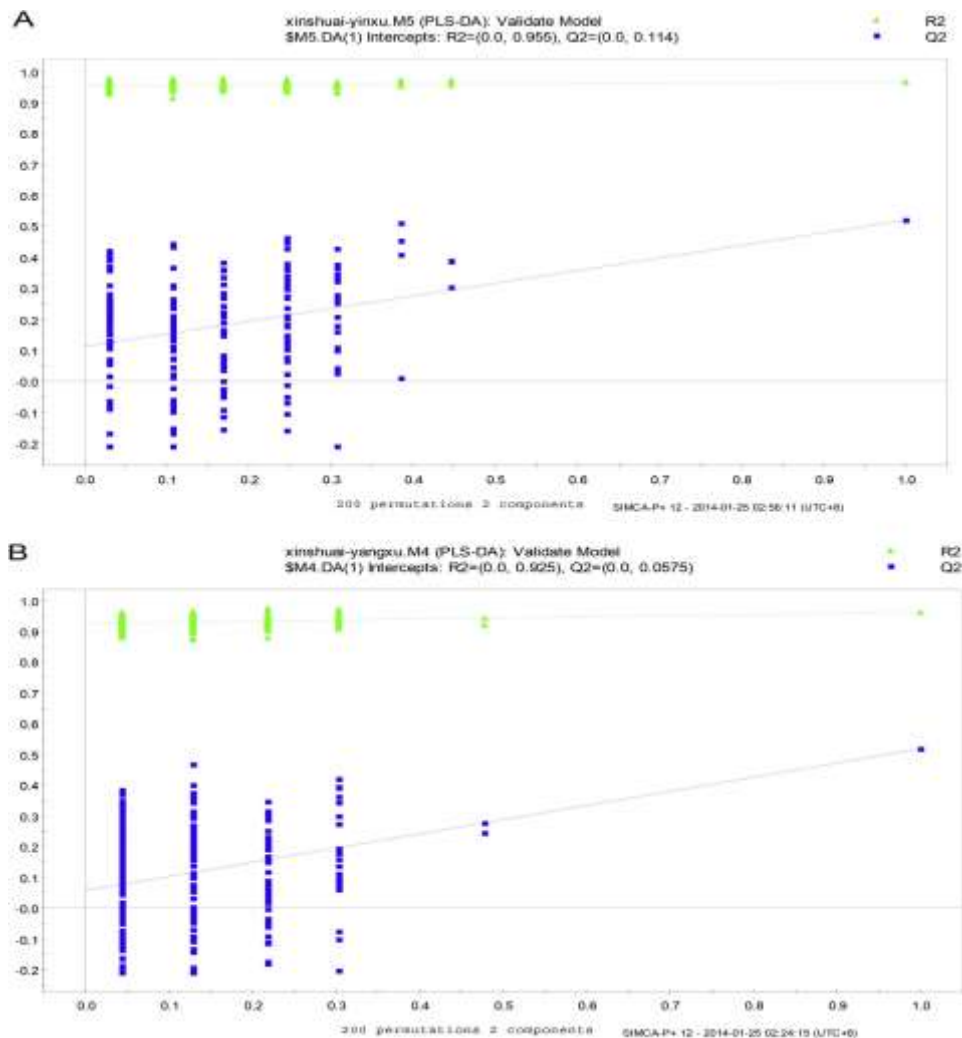 A
xinshuai-yinxu.M5 (PLS-DA): Validate Model
$M5.DA(1) Intercepts: R2=(0.0, 0.955), Q2=(0.0, 0.114)
R2
Q2
1.0
0.9
0.8
0.7
0.6
0.5
0.4
0.3
0.2
0.1
-0.0
-0.1
-0.2
0.0 0.1 0.2 0.3 0.4 0.5 0.6 0.7 0.8 0.9 1.0
200 permutations 2 components
SIMCA-P+ 12 - 2014-01-25 02:56:11 (UTC+8)
B
xinshuai-yangxu.M4 (PLS-DA): Validate Model
$M4.DA(1) Intercepts: R2=(0.0, 0.925), Q2=(0.0, 0.0575)
R2
Q2
1.0
0.9
0.8
0.7
0.6
0.5
0.4
0.3
0.2
0.1
-0.0
-0.1
-0.2
0.0 0.1 0.2 0.3 0.4 0.5 0.6 0.7 0.8 0.9 1.0
200 permutations 2 components
SIMCA-P+ 12 - 2014-01-25 02:24:15 (UTC+8)